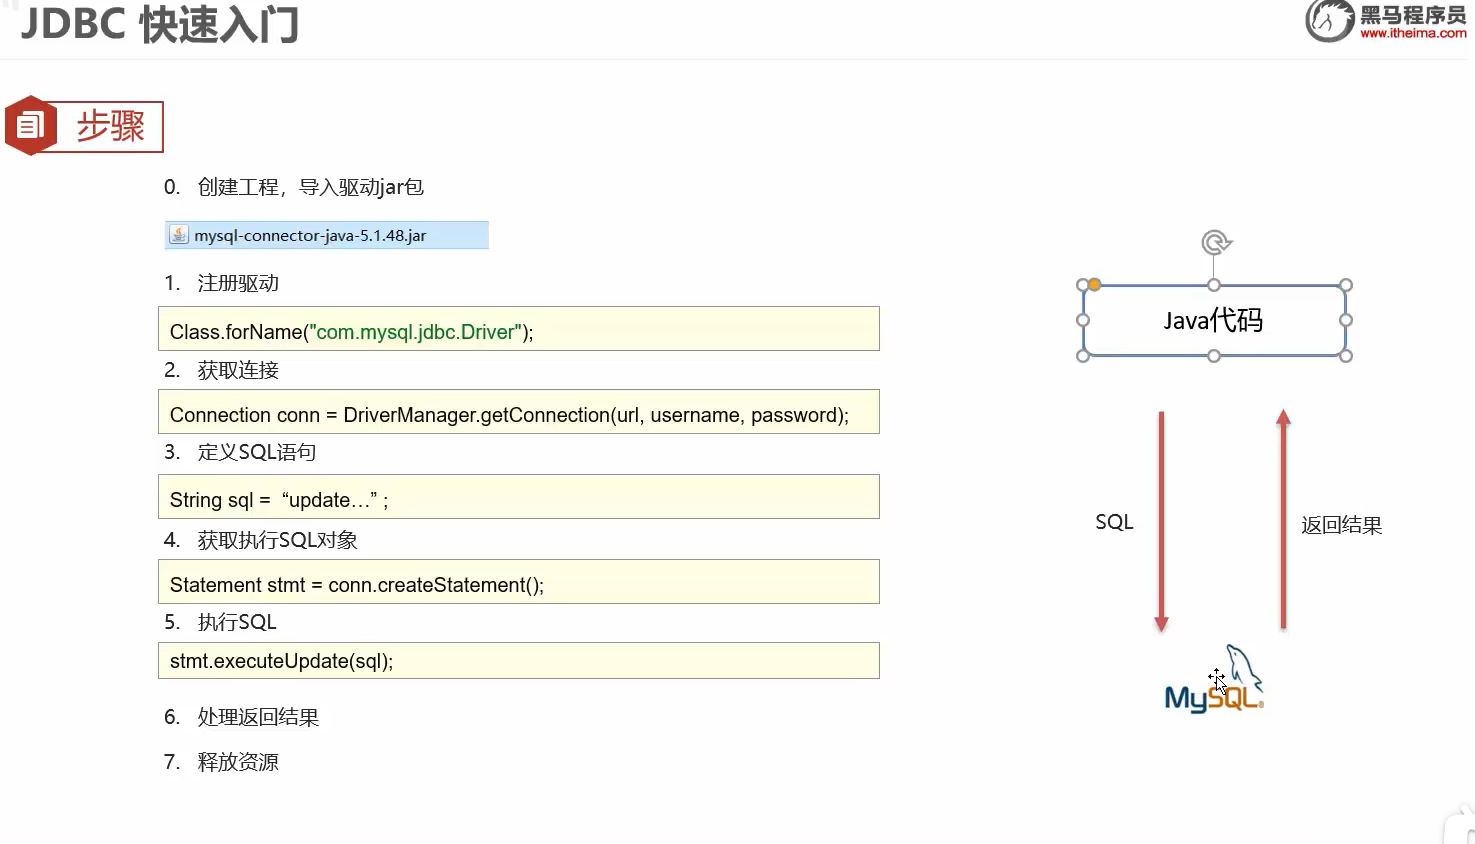 JDBC 快速入门
黑马程序员
www.itheima.com
步骤
0. 创建工程，导入驱动jar包
mysql-connector-java-5.1.48.jar
1. 注册驱动
Class.forName("com.mysql.jdbc.Driver");
2. 获取连接
Connection conn = DriverManager.getConnection(url, username, password);
3. 定义SQL语句
String sql = “update…” ;
4. 获取执行SQL对象
Statement stmt = conn.createStatement();
5. 执行SQL
stmt.executeUpdate(sql);
6. 处理返回结果
7. 释放资源
Java代码
SQL
返回结果
MySQL®